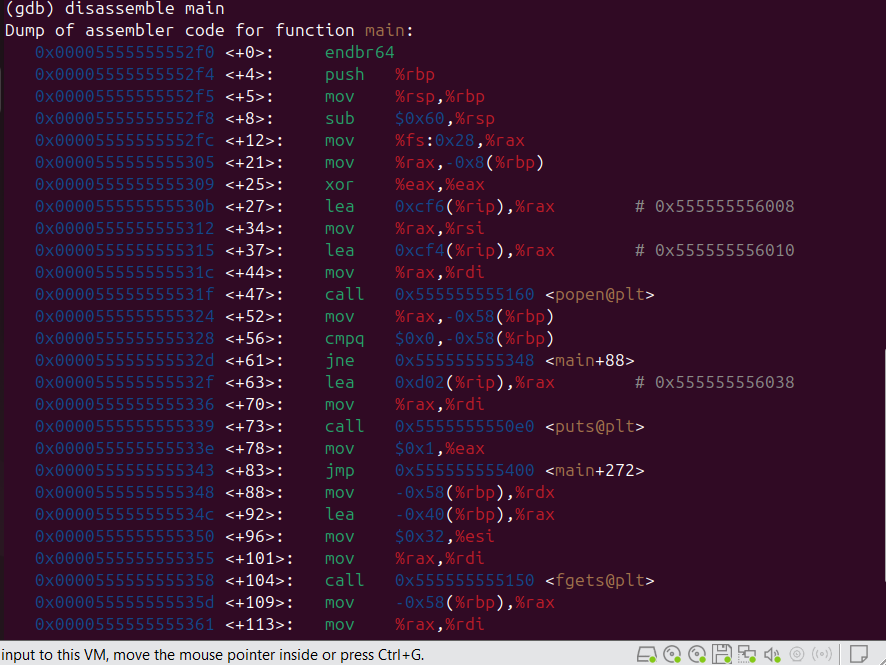 (gdb) disassemble main
Dump of assembler code for function main:
0x00005555555552f0 <+0>: endbr64
0x00005555555552f4 <+4>: push %rbp
0x00005555555552f5 <+5>: mov %rsp,%rbp
0x00005555555552f8 <+8>: sub $0x60,%rsp
0x00005555555552fc <+12>: mov %fs:0x28,%rax
0x0000555555555305 <+21>: mov %rax,-0x8(%rbp)
0x0000555555555309 <+25>: xor %eax,%eax
0x000055555555530b <+27>: lea 0xcf6(%rip),%rax # 0x555555556008
0x0000555555555312 <+34>: mov %rax,%rsi
0x0000555555555315 <+37>: lea 0xcf4(%rip),%rax # 0x555555556010
0x000055555555531c <+44>: mov %rax,%rdi
0x000055555555531f <+47>: call 0x555555555160 <popen@plt>
0x0000555555555324 <+52>: mov %rax,-0x58(%rbp)
0x0000555555555328 <+56>: cmpq $0x0,-0x58(%rbp)
0x000055555555532d <+61>: jne 0x555555555348 <main+88>
0x000055555555532f <+63>: lea 0xd02(%rip),%rax # 0x555555556038
0x0000555555555336 <+70>: mov %rax,%rdi
0x0000555555555339 <+73>: call 0x5555555550e0 <puts@plt>
0x000055555555533e <+78>: mov $0x1,%eax
0x0000555555555343 <+83>: jmp 0x555555555400 <main+272>
0x0000555555555348 <+88>: mov -0x58(%rbp),%rdx
0x000055555555534c <+92>: lea -0x40(%rbp),%rax
0x0000555555555350 <+96>: mov $0x32,%esi
0x0000555555555355 <+101>: mov %rax,%rdi
0x0000555555555358 <+104>: call 0x555555555150 <fgets@plt>
0x000055555555535d <+109>: mov -0x58(%rbp),%rax
0x0000555555555361 <+113>: mov %rax,%rdi
input to this VM, move the mouse pointer inside or press Ctrl+G.